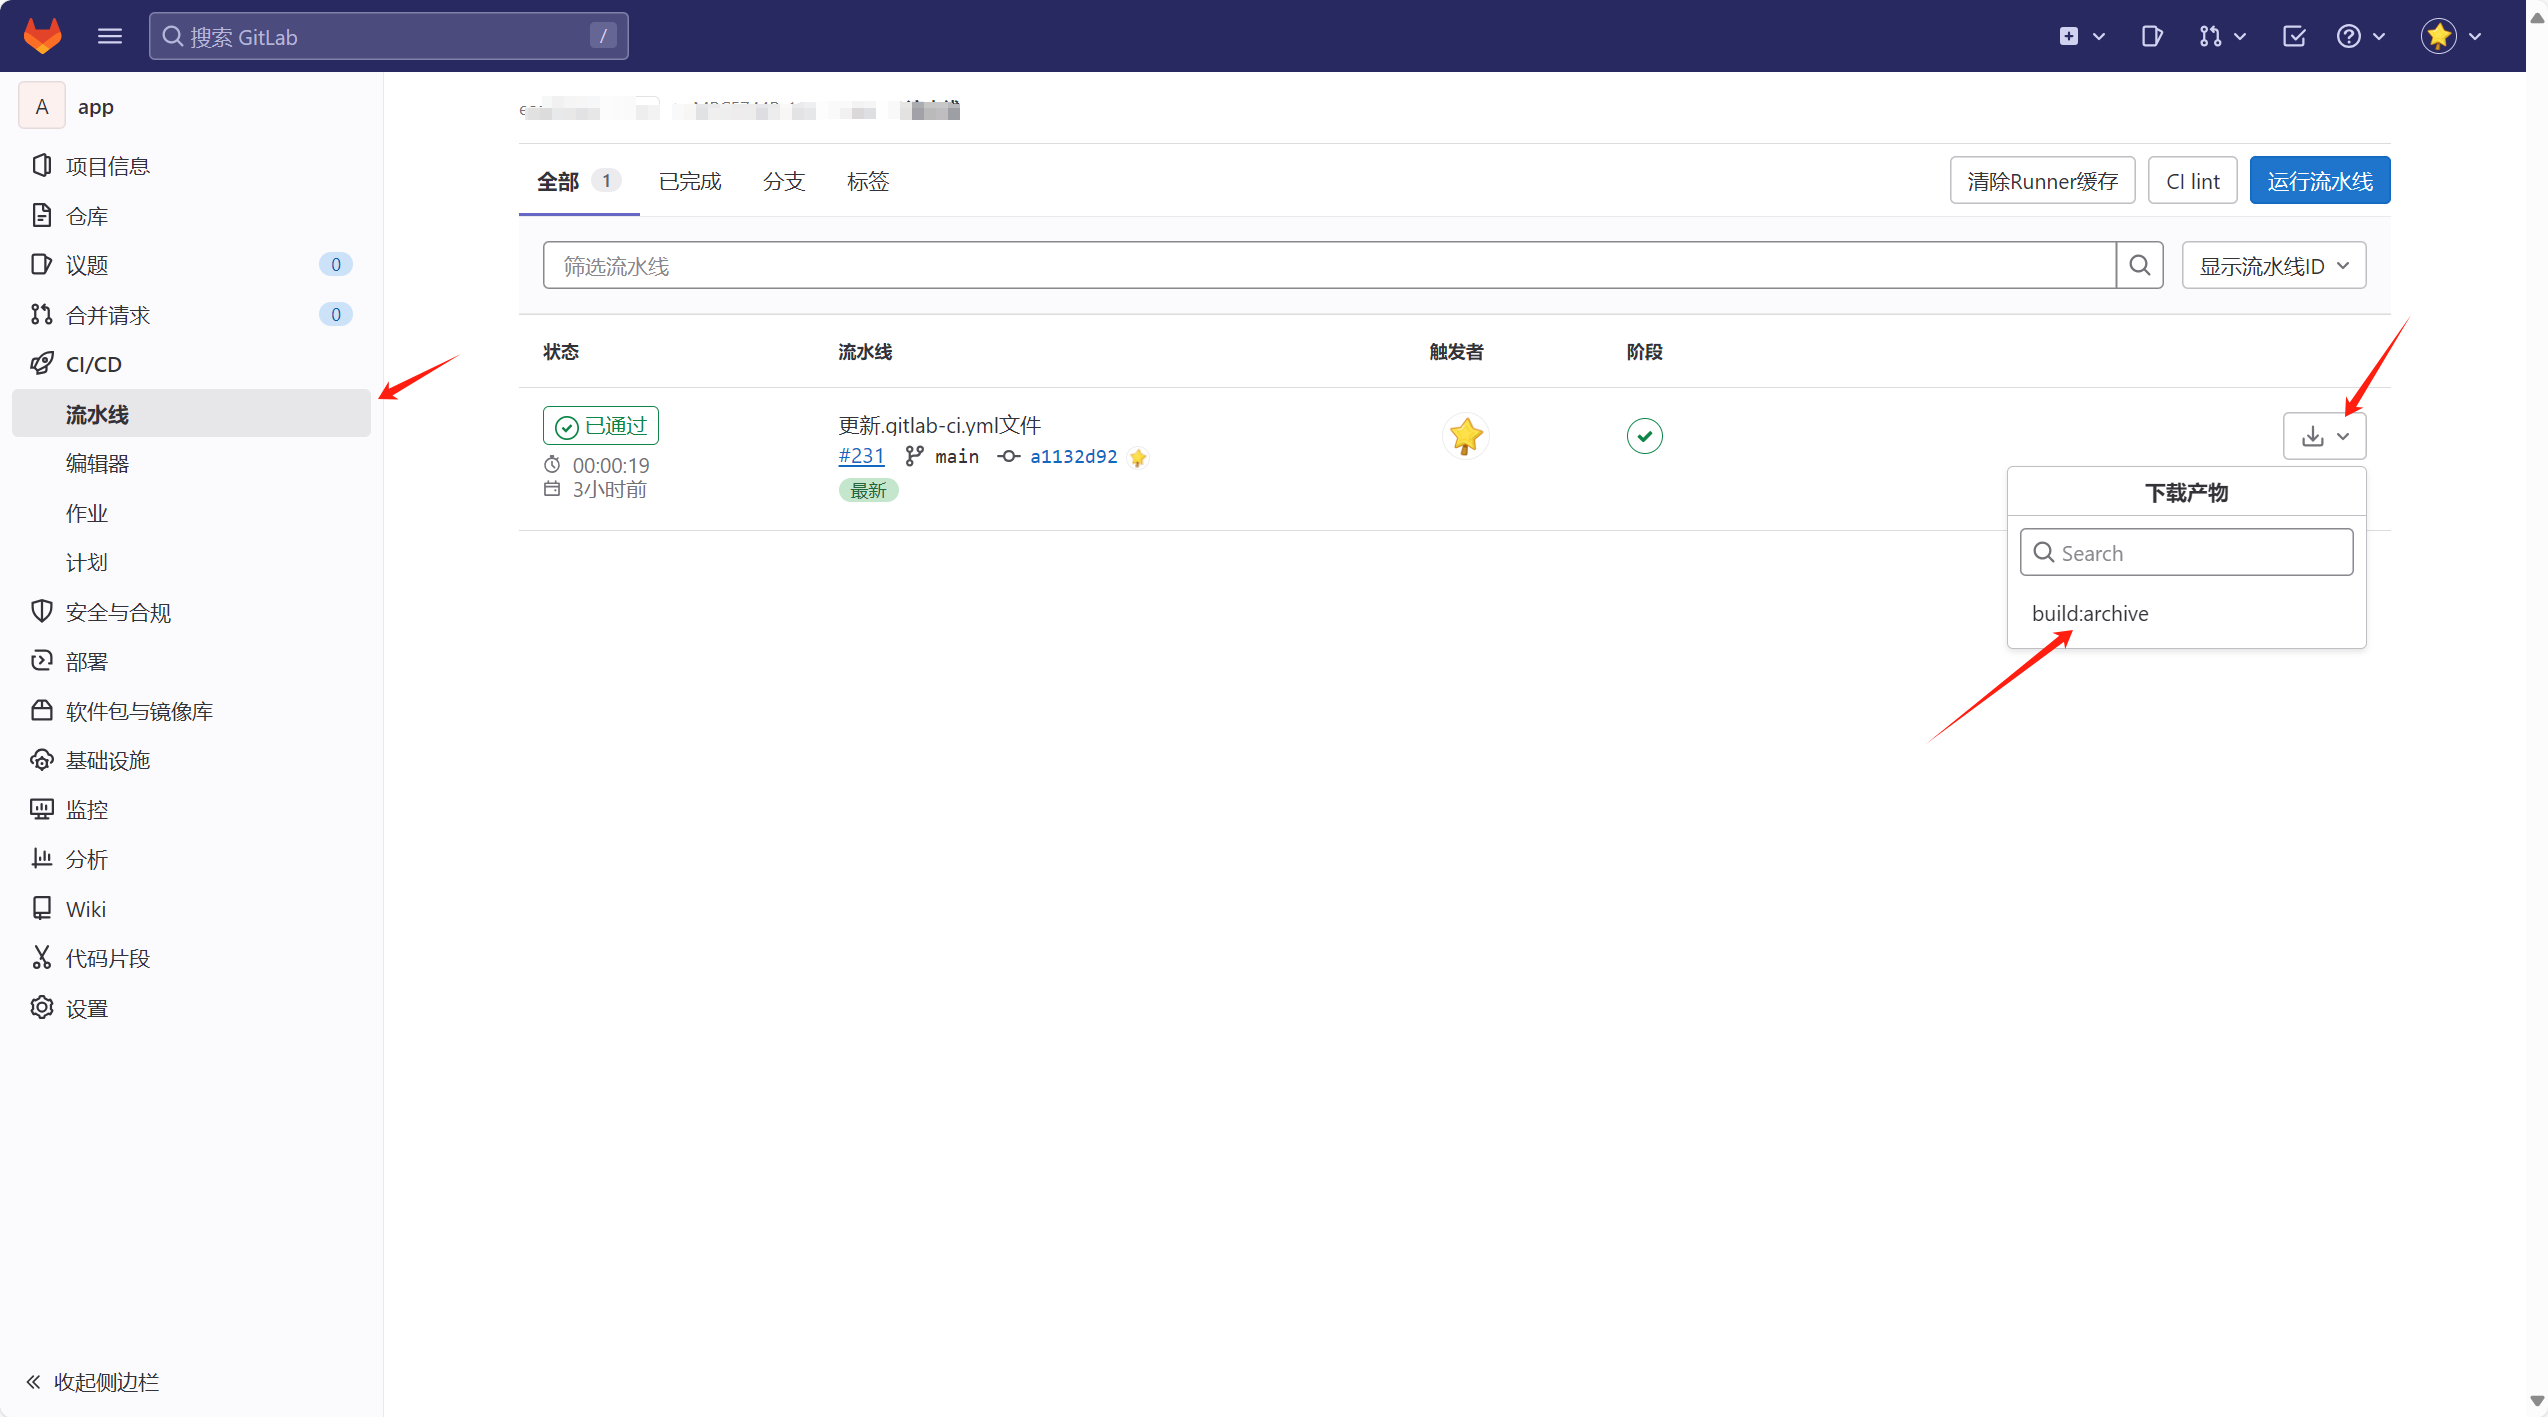 搜索 GitLab
/
A
app
项目信息
仓库
议题
0
合并请求
0
CI/CD
流水线
编辑器
作业
计划
安全与合规
部署
软件包与镜像库
基础设施
监控
分析
Wiki
代码片段
设置
收起侧边栏
全部 1
已完成
分支
标签
清除Runner缓存
CI lint
运行流水线
筛选流水线
显示流水线ID
状态
流水线
触发者
阶段
已通过
00:00:19
3小时前
更新.gitlab-ci.yml文件
#231 main a1132d92
最新
下载产物
Search
build:archive